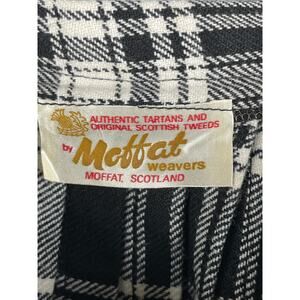 AUTHENTIC TARTANS AND
ORIGINAL SCOTTISH TWEEDS
by Moffat
weavers
MOFFAT, SCOTLAND